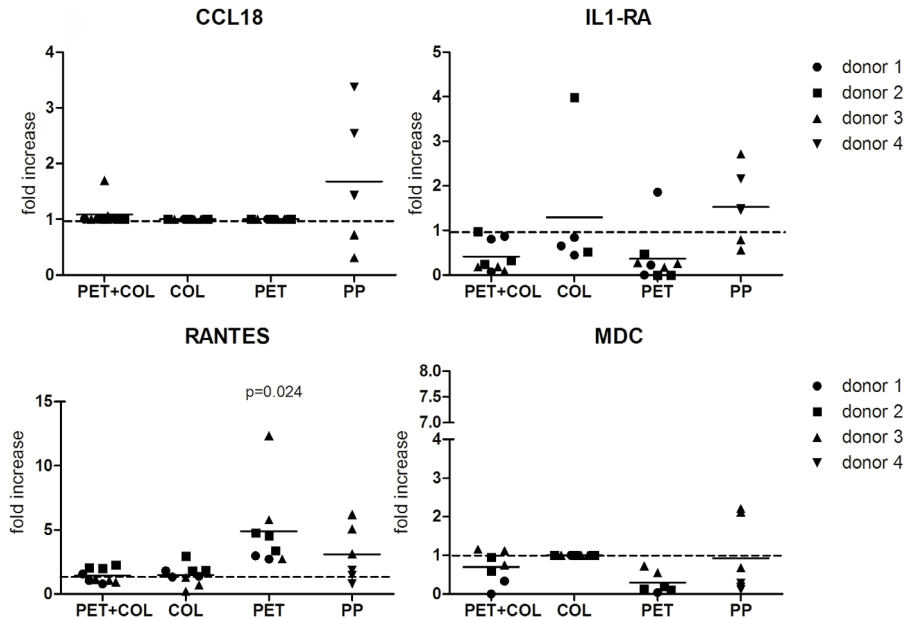 CCL18
IL1-RA
fold increase
4
3
2
1
0
PET+COL COL PET PP
fold increase
5
4
3
2
1
0
PET+COL COL PET PP
donor 1
donor 2
donor 3
donor 4
RANTES
MDC
p=0.024
fold increase
15
10
5
0
PET+COL COL PET PP
fold increase
8.0
7.5
7.0
4
3
2
1
0
PET+COL COL PET PP
donor 1
donor 2
donor 3
donor 4